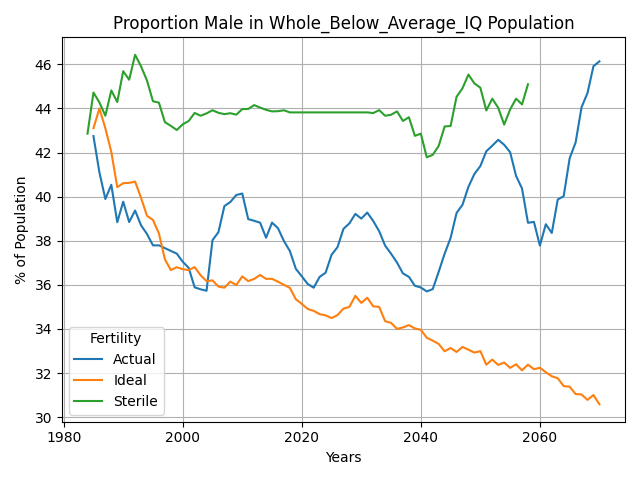 Proportion Male in Whole_Below_Average_IQ Population
% of Population
46
44
42
40
38
36
34
32
30
Fertility
Actual
Ideal
Sterile
1980
2000
2020
2040
2060
Years